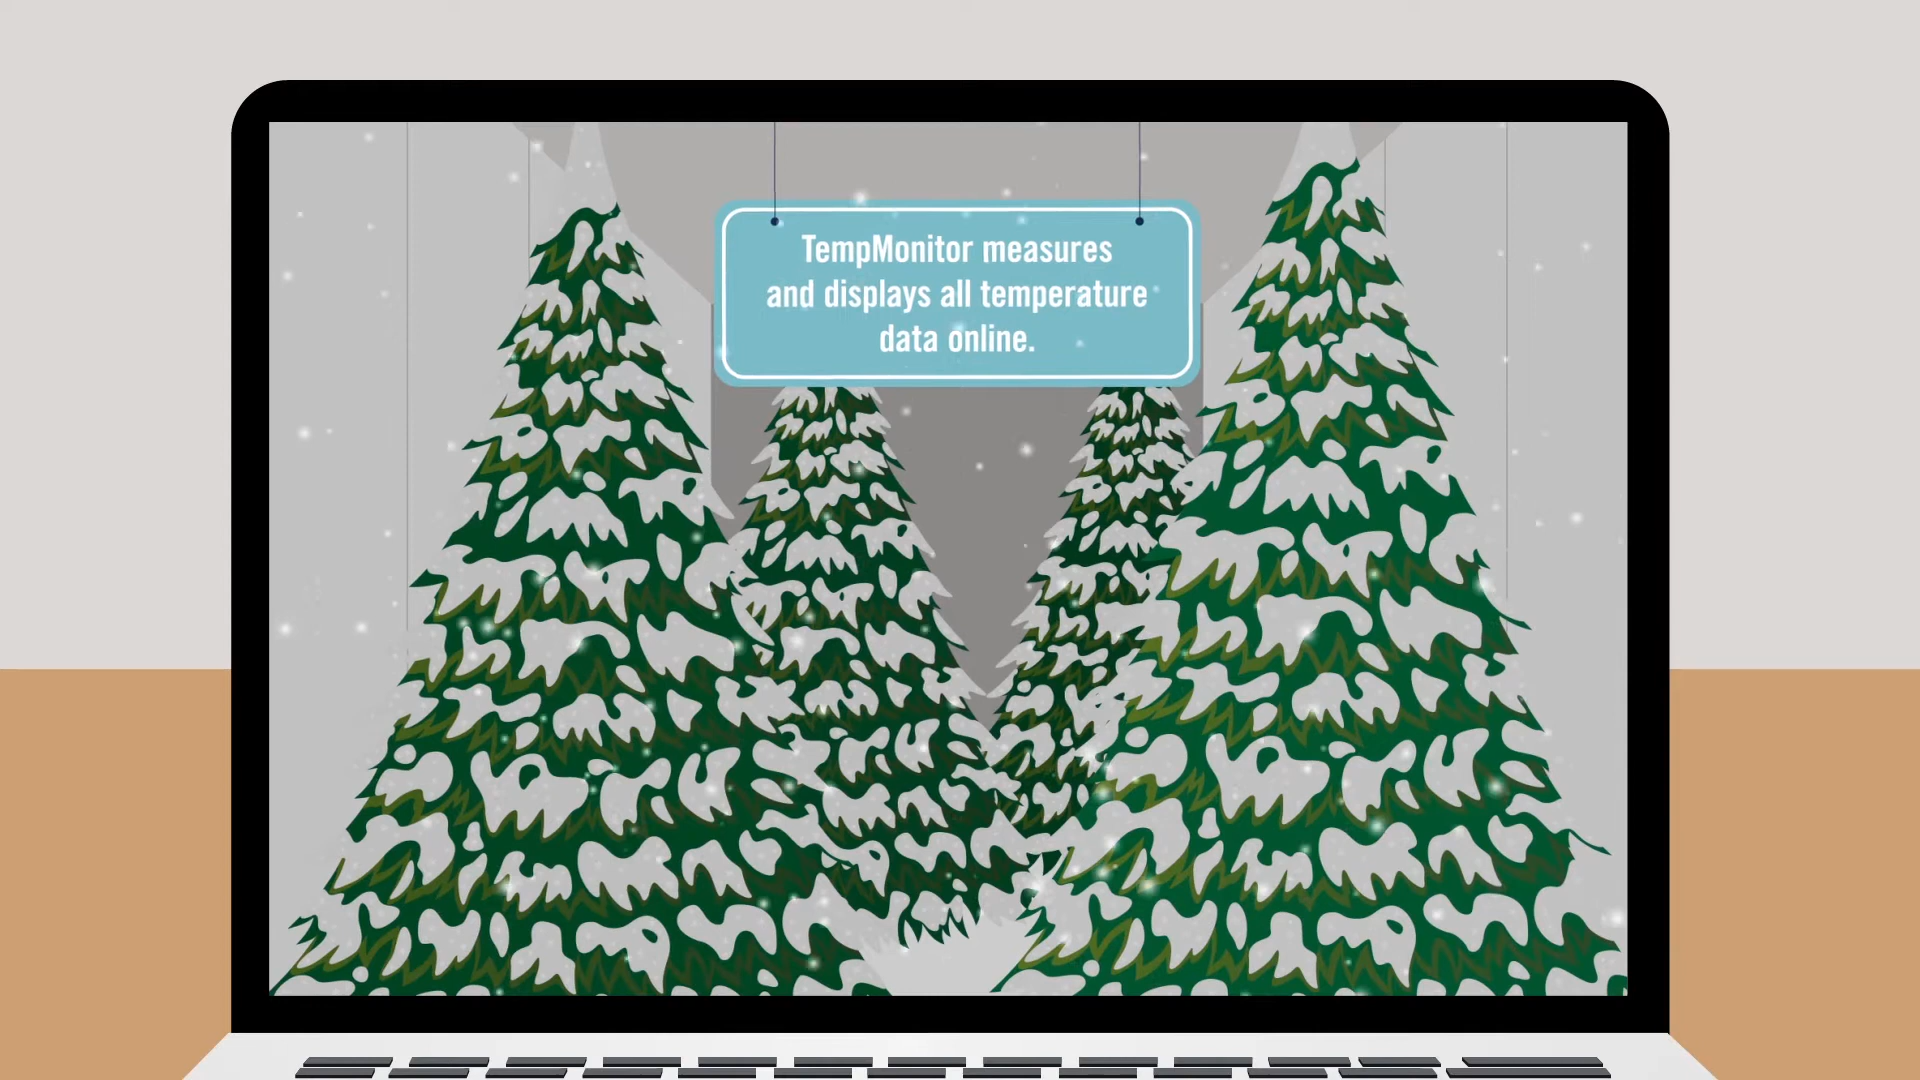 TempMonitor measures
and displays all temperature
data online.